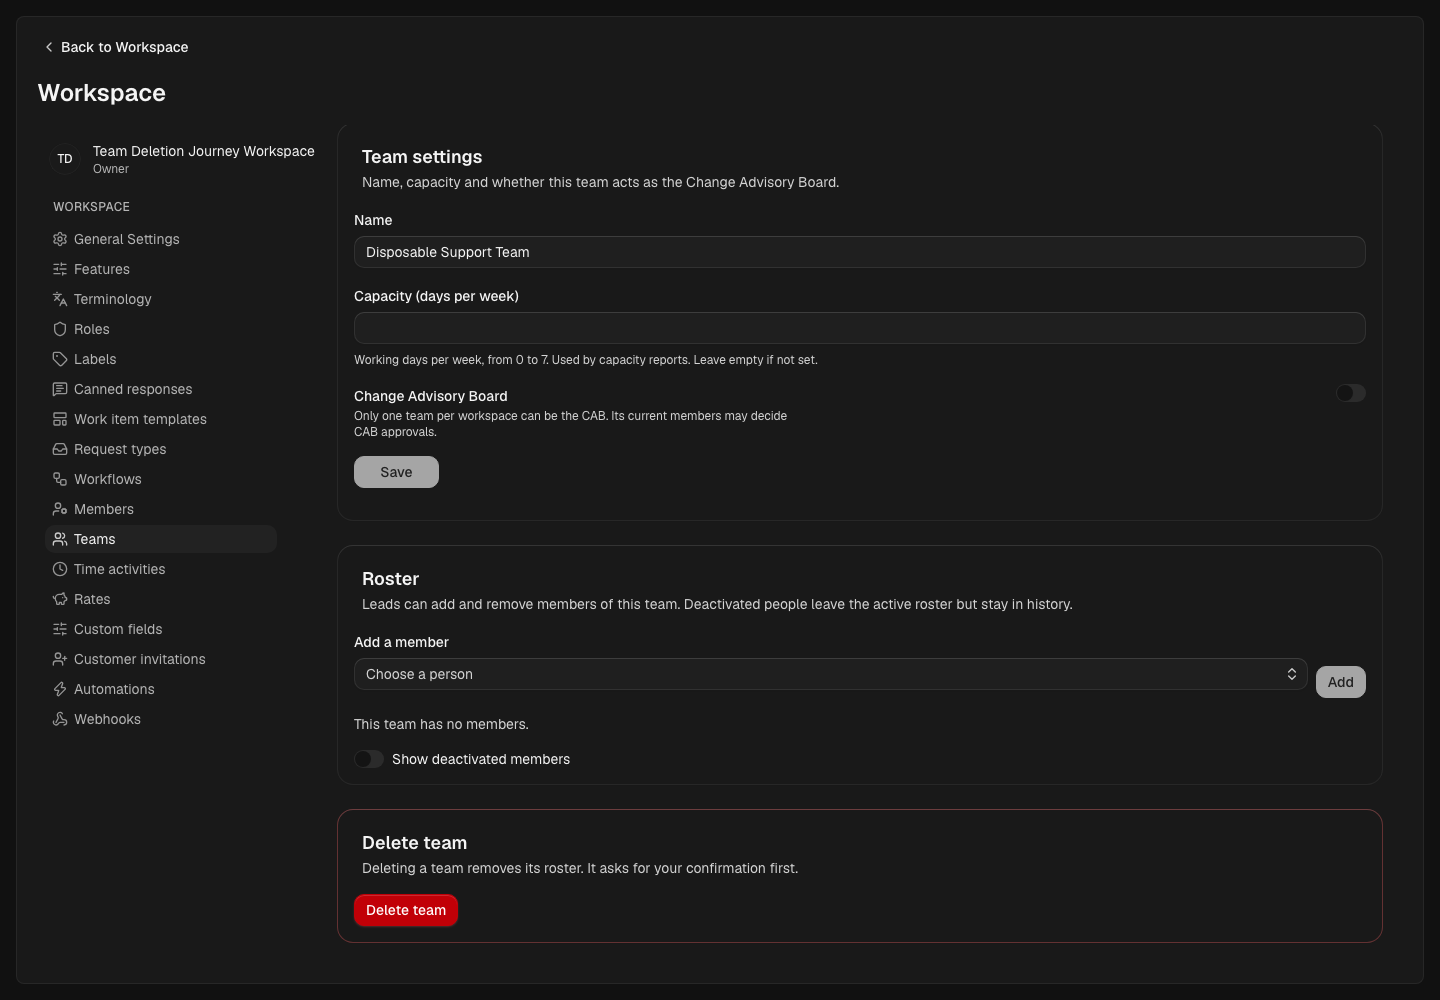 Back to Workspace
Workspace
TD
Team Deletion Journey Workspace
Owner
WORKSPACE
General Settings
Features
Terminology
Roles
Labels
Canned responses
Work item templates
Request types
Workflows
Members
Teams
Time activities
Rates
Custom fields
Customer invitations
Automations
Webhooks
Team settings
Name, capacity and whether this team acts as the Change Advisory Board.
Name
Disposable Support Team
Capacity (days per week)
Working days per week, from 0 to 7. Used by capacity reports. Leave empty if not set.
Change Advisory Board
Only one team per workspace can be the CAB. Its current members may decide
CAB approvals.
Save
Roster
Leads can add and remove members of this team. Deactivated people leave the active roster but stay in history.
Add a member
Choose a person
Add
This team has no members.
Show deactivated members
Delete team
Deleting a team removes its roster. It asks for your confirmation first.
Delete team